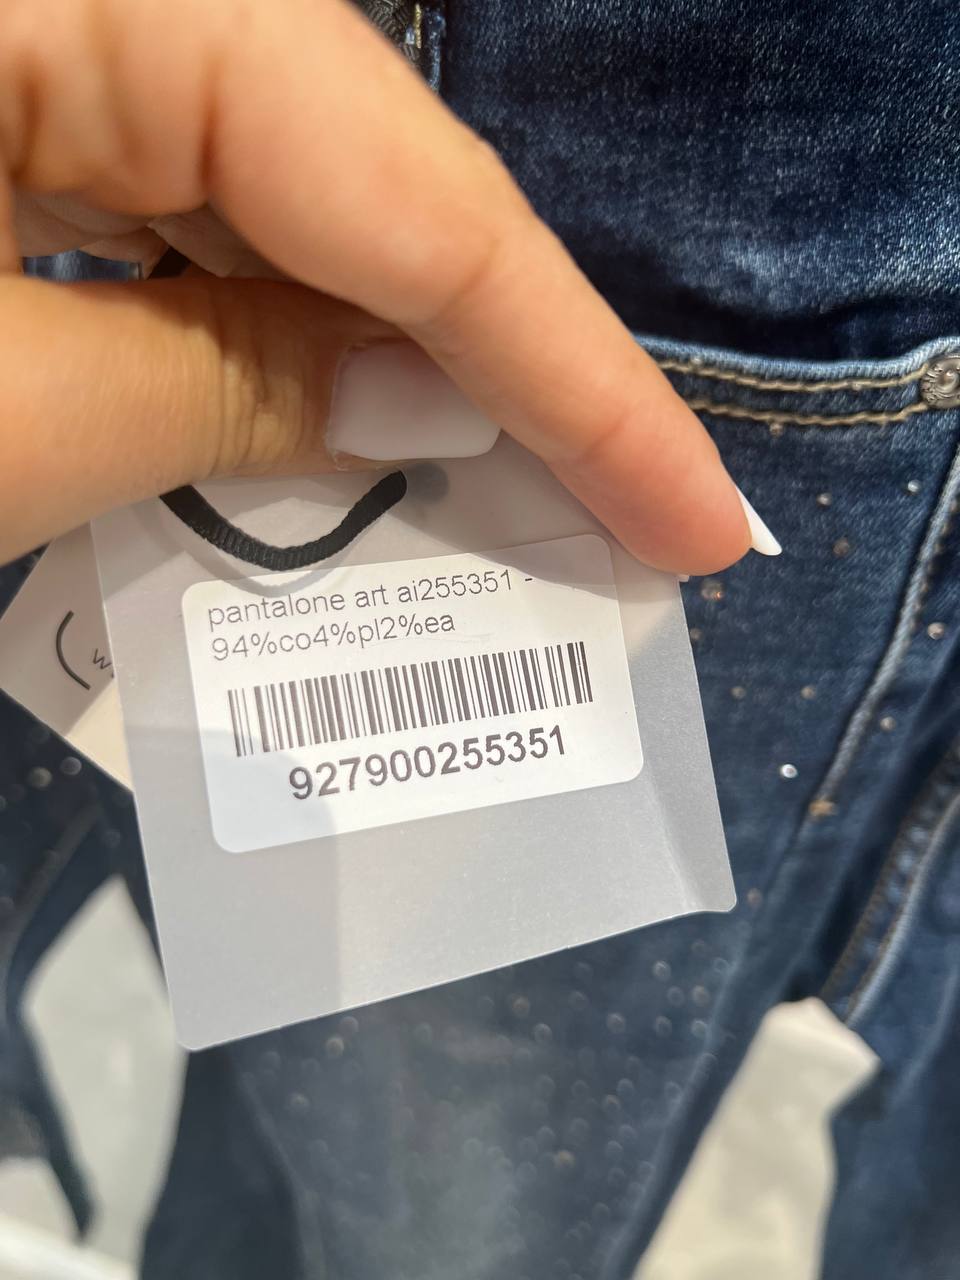 pantalone art ai255351 -
94%co4%pl2%ea
927900255351